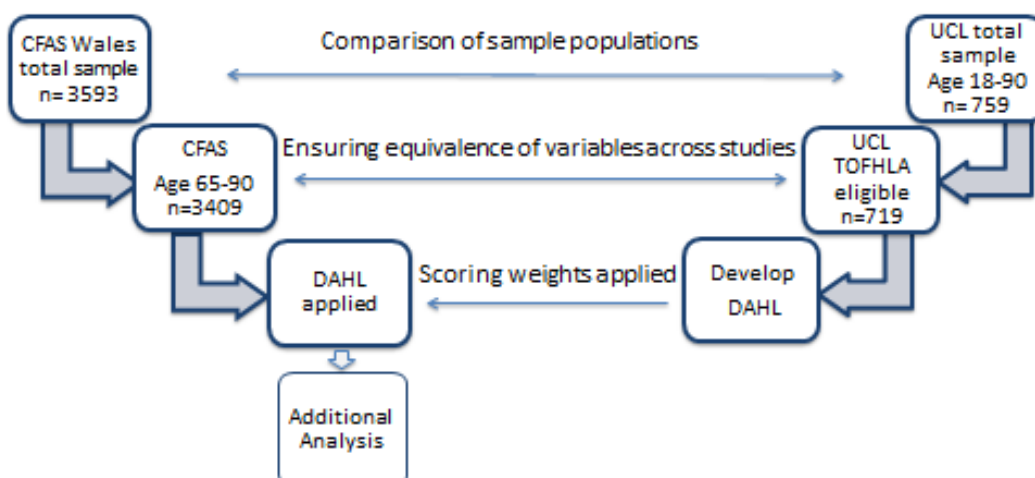 CFAS Wales
total sample
n= 3593
Comparison of sample populations
UCL total
sample
Age 18-90
n= 759
CFAS
Age 65-90
n=3409
Ensuring equivalence of variables across studies
UCL
TOFHLA
eligible
n=719
DAHL
applied
Scoring weights applied
Develop
DAHL
Additional
Analysis